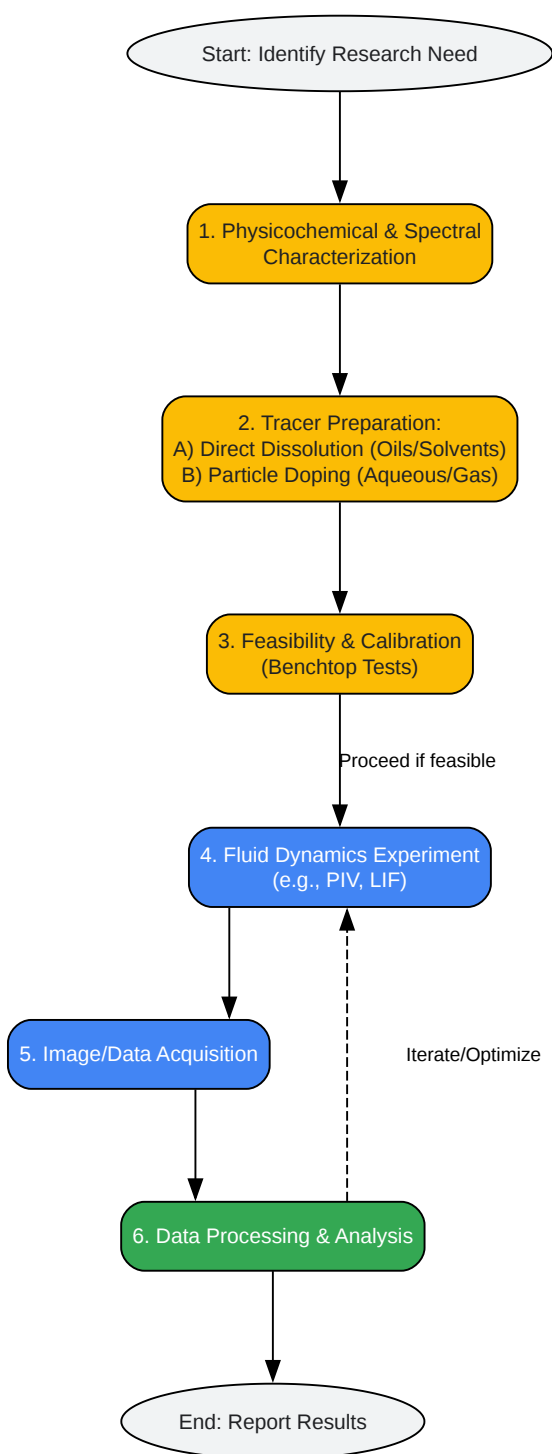 Start: Identify Research Need
1. Physicochemical & Spectral
Characterization
2. Tracer Preparation:
A) Direct Dissolution (Oils/Solvents)
B) Particle Doping (Aqueous/Gas)
3. Feasibility & Calibration
(Benchtop Tests)
Proceed if feasible
4. Fluid Dynamics Experiment
(e.g., PIV, LIF)
5. Image/Data Acquisition
Iterate/Optimize
6. Data Processing & Analysis
End: Report Results